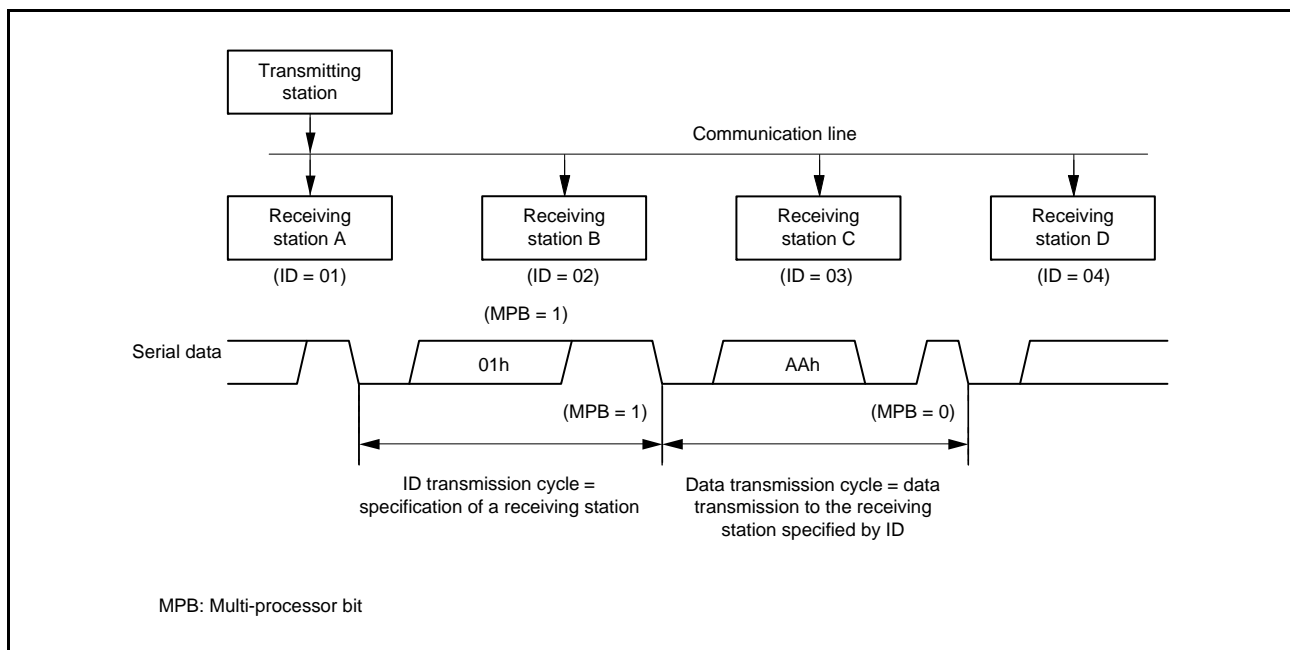 Transmitting
station
Communication line
Receiving
station A
Receiving
station B
Receiving
station C
Receiving
station D
(ID = 01)
(ID = 02)
(ID = 03)
(ID = 04)
(MPB = 1)
Serial data
01h
AAh
(MPB = 1)
(MPB = 0)
ID transmission cycle =
specification of a receiving station
Data transmission cycle = data
transmission to the receiving
station specified by ID
MPB: Multi-processor bit